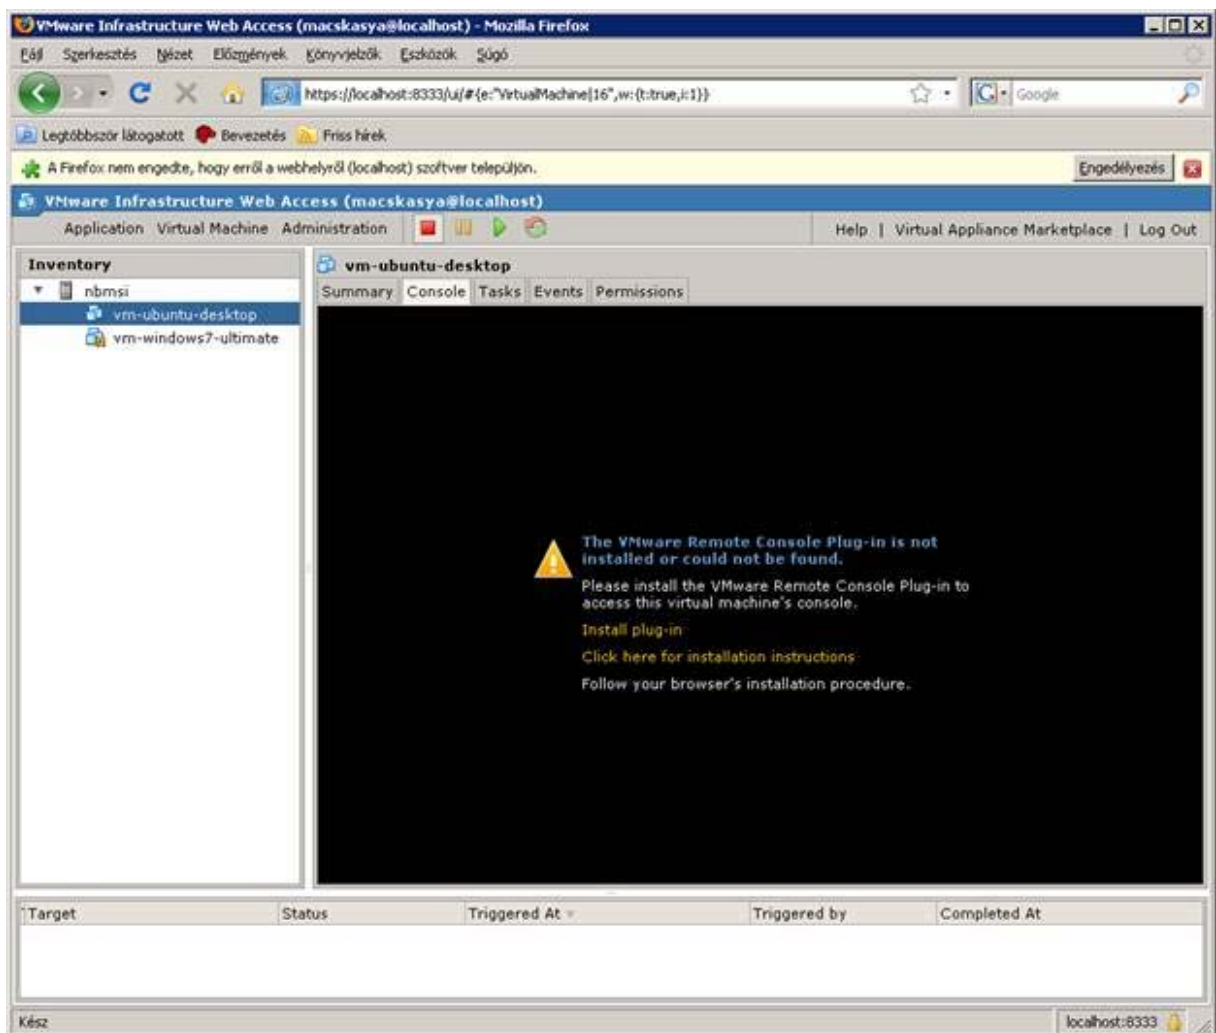 VMware Infrastructure Web Access (macskasya@localhost) - Mozilla Firefox
Fájl Szerkesztés Nézet Előzmények Könyvjelzők Eszközök Súgó
https://localhost:8333/ui/#{e:"VirtualMachine|16",w:{t:true,i:1}}
Google
Legtöbbször látogatott Bevezetés Friss hírek
A Firefox nem engedte, hogy erről a webhelyről (localhost) szoftver települjön.
Engedélyezés
VMware Infrastructure Web Access (macskasya@localhost)
Application Virtual Machine Administration
Help | Virtual Appliance Marketplace | Log Out
Inventory
nbmsi
vm-ubuntu-desktop
vm-windows7-ultimate
vm-ubuntu-desktop
Summary Console Tasks Events Permissions
The VMware Remote Console Plug-in is not
installed or could not be found.
Please install the VMware Remote Console Plug-in to
access this virtual machine's console.
Install plug-in
Click here for installation instructions
Follow your browser's installation procedure.
Target Status Triggered At Triggered by Completed At
Kész
localhost:8333